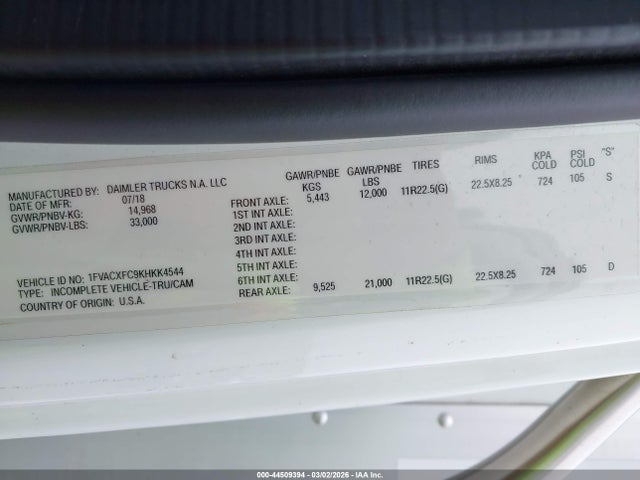 MANUFACTURED BY: DAIMLER TRUCKS N.A. LLC
DATE OF MFR: 07/18
GVWR/PNBV-KG: 14,968
GVWR/PNBV-LBS: 33,000
VEHICLE ID NO: 1FVACXFC9KHKK4544
TYPE: INCOMPLETE VEHICLE-TRU/CAM
COUNTRY OF ORIGIN: U.S.A.
GAWR/PNBE KGS GAWR/PNBE LBS TIRES RIMS KPA COLD PSI COLD "S"
FRONT AXLE: 5,443 12,000 11R22.5(G) 22.5X8.25 724 105 S
1ST INT AXLE:
2ND INT AXLE:
3RD INT AXLE:
4TH INT AXLE:
5TH INT AXLE:
6TH INT AXLE:
REAR AXLE: 9,525 21,000 11R22.5(G) 22.5X8.25 724 105 D
000-44509394 - 03/02/2026 - IAA Inc.